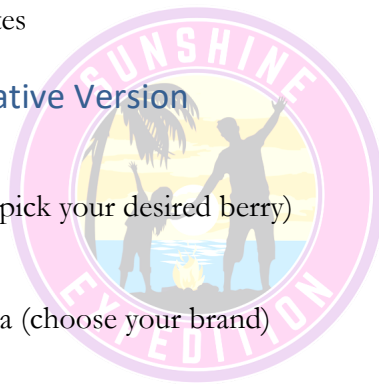 tes
ative Version
pick your desired berry)
a (choose your brand)
SUNSHINE
EXPEDITION